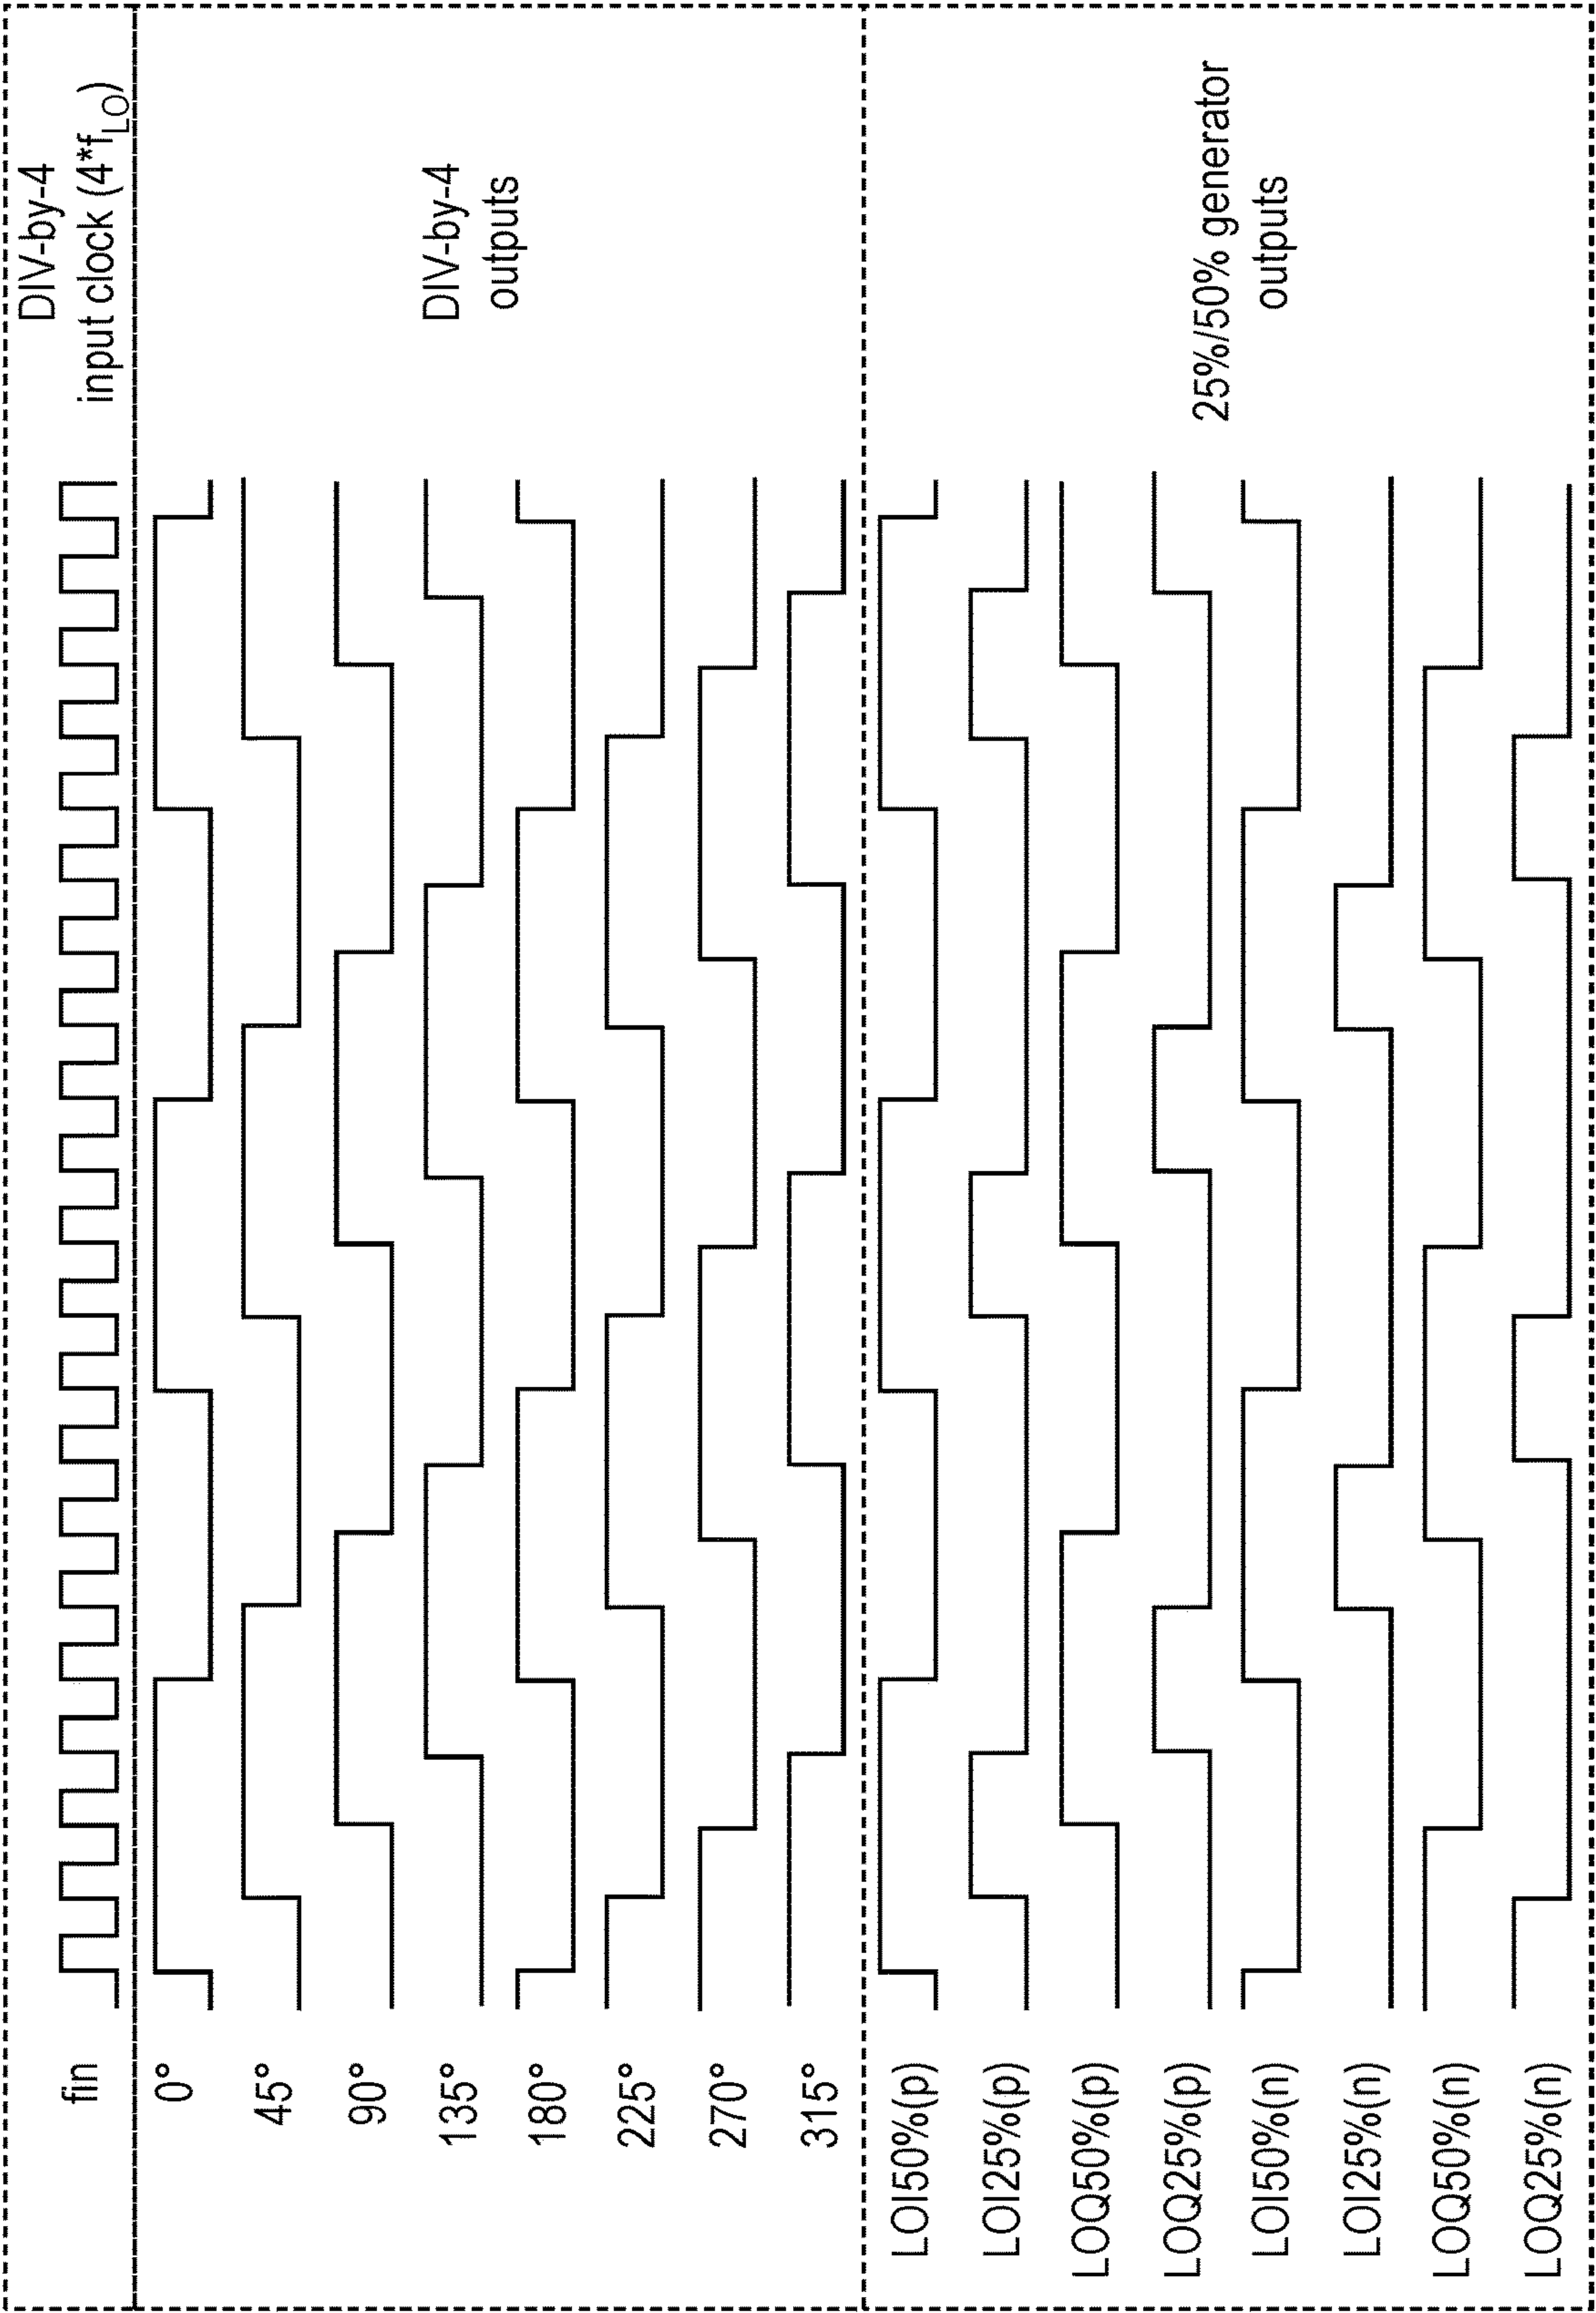 fin
DIV-by-4
input clock (4*fLO)
0°
45°
90°
135°
180°
225°
270°
315°
DIV-by-4
outputs
LOI50%(p)
LOI25%(p)
LOQ50%(p)
LOQ25%(p)
LOI50%(n)
LOI25%(n)
LOQ50%(n)
LOQ25%(n)
25%/50% generator
outputs